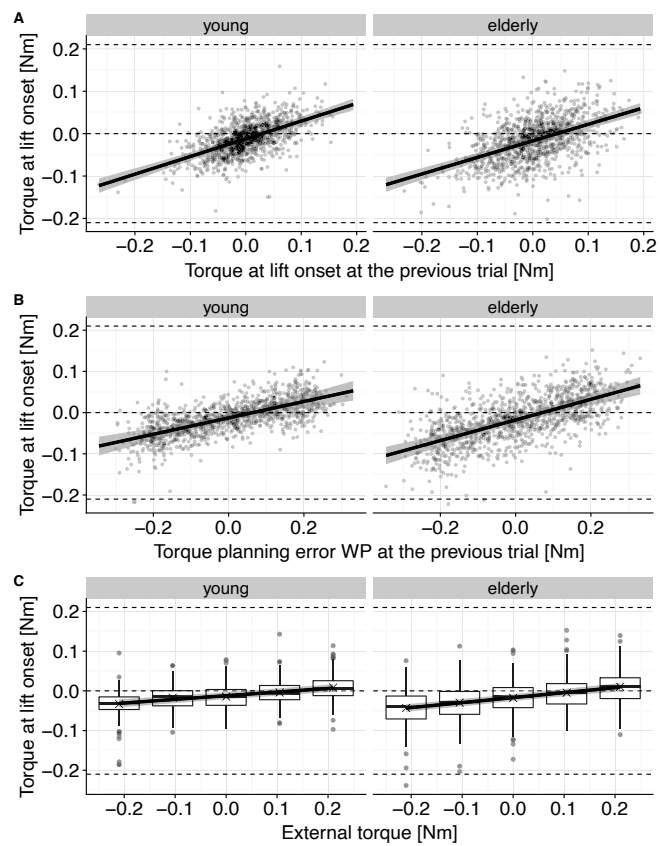 A
young elderly
Torque at lift onset [Nm]
0.2
0.0
−0.1
−0.2
0.1
−0.2 −0.1 0.0 0.1 0.2 −0.2 −0.1 0.0 0.1 0.2
Torque at lift onset at the previous trial [Nm]
B
young elderly
Torque at lift onset [Nm]
0.2
0.1
0.0
−0.1
−0.2
−0.2 0.0 0.2 −0.2 0.0 0.2
Torque planning error WP at the previous trial [Nm]
C
young elderly
Torque at lift onset [Nm]
0.2
0.1
0.0
−0.1
−0.2
−0.2 −0.1 0.0 0.1 0.2 −0.2 −0.1 0.0 0.1 0.2
External torque [Nm]